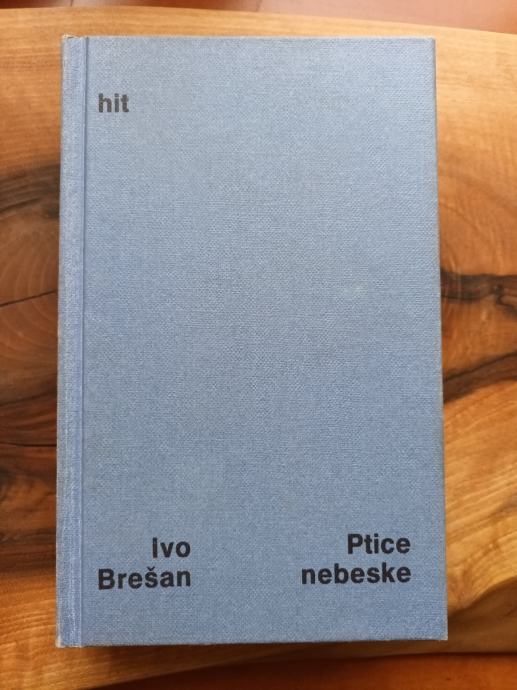 hit
Ivo
Brešan
Ptice
nebeske